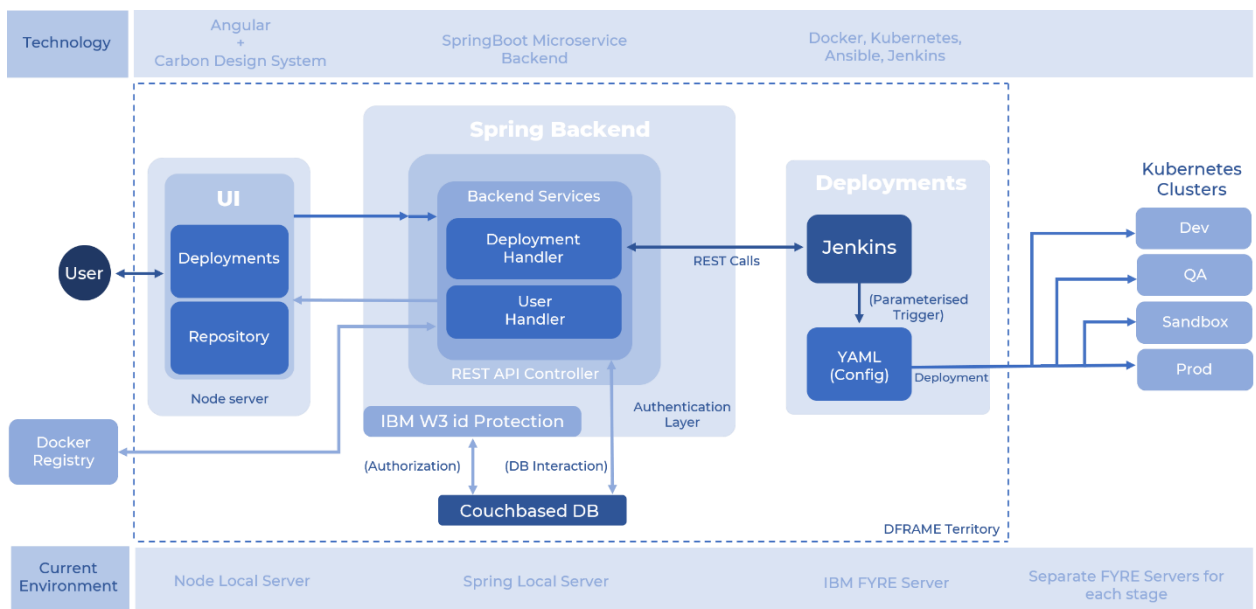 Technology
Angular
+
Carbon Design System
SpringBoot Microservice
Backend
Docker, Kubernetes,
Ansible, Jenkins
Spring Backend
UI
Deployments
Repository
Node server
Backend Services
Deployment
Handler
User
Handler
REST API Controller
IBM W3 id Protection
Authentication
Layer
REST Calls
Deployments
Jenkins
(Parameterised
Trigger)
YAML
(Config)
Deployment
Kubernetes
Clusters
Dev
QA
Sandbox
Prod
User
Docker
Registry
(Authorization)
(DB Interaction)
Couchbased DB
DFRAME Territory
Current
Environment
Node Local Server
Spring Local Server
IBM FYRE Server
Separate FYRE Servers for
each stage